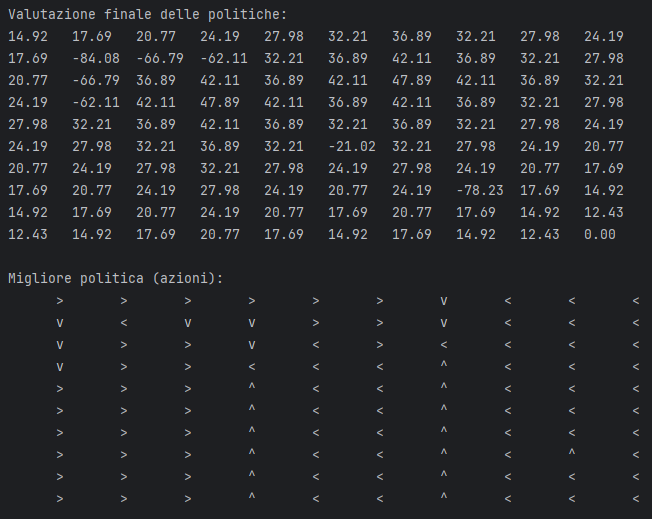 Valutazione finale delle politiche:
14.92 17.69 20.77 24.19 27.98 32.21 36.89 32.21 27.98 24.19
17.69 -84.08 -66.79 -62.11 32.21 36.89 42.11 36.89 32.21 27.98
20.77 -66.79 36.89 42.11 36.89 42.11 47.89 42.11 36.89 32.21
24.19 -62.11 42.11 47.89 42.11 36.89 42.11 36.89 32.21 27.98
27.98 32.21 36.89 42.11 36.89 32.21 36.89 32.21 27.98 24.19
24.19 27.98 32.21 36.89 32.21 -21.02 32.21 27.98 24.19 20.77
20.77 24.19 27.98 32.21 27.98 24.19 27.98 24.19 20.77 17.69
17.69 20.77 24.19 27.98 24.19 20.77 24.19 -78.23 17.69 14.92
14.92 17.69 20.77 24.19 20.77 17.69 20.77 17.69 14.92 12.43
12.43 14.92 17.69 20.77 17.69 14.92 17.69 14.92 12.43 0.00
Migliore politica (azioni):
> > > > > > v < < <
v < v v > > v < < <
v > > v < > < < < <
v > > < < < ^ < < <
> > > ^ < < ^ < < <
> > > ^ < < ^ < < <
> > > ^ < < ^ < < <
> > > ^ < < ^ < ^ <
> > > ^ < < ^ < < <
> > > ^ < < ^ < < <